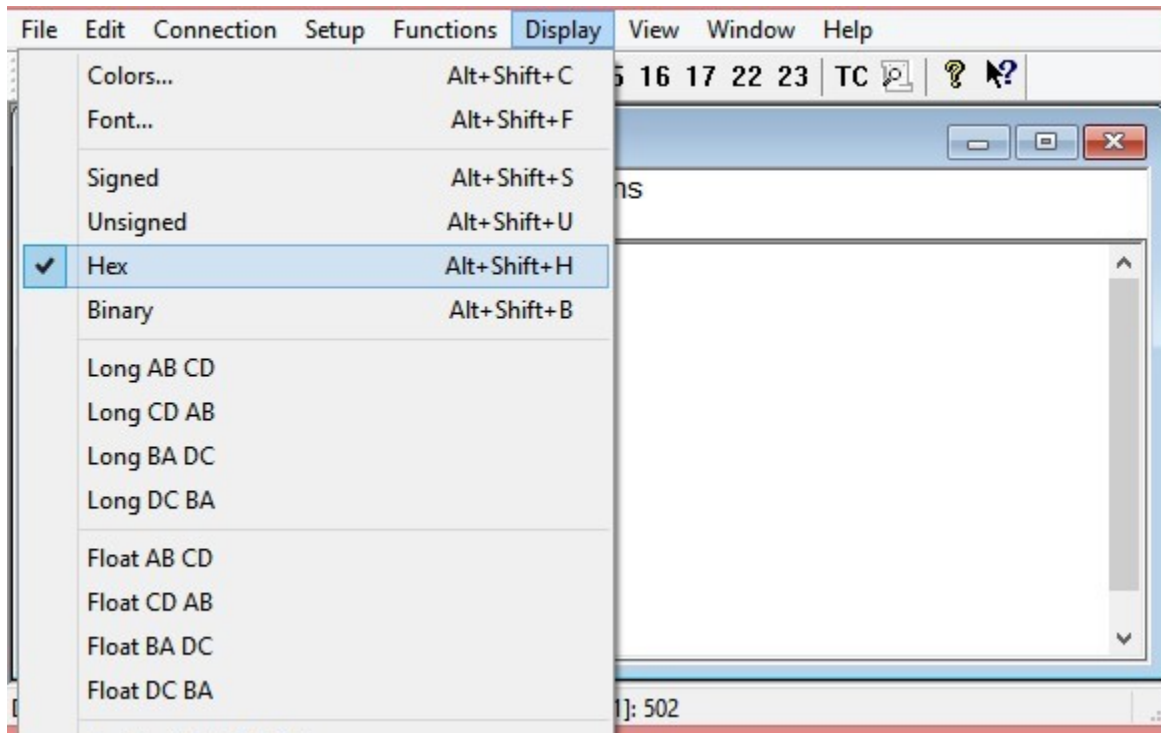 File Edit Connection Setup Functions Display View Window Help
Colors... Alt+Shift+C
16 17 22 23 TC ? ?
Font... Alt+Shift+F
Signed Alt+Shift+S
Unsigned Alt+Shift+U
Hex Alt+Shift+H
Binary Alt+Shift+B
Long AB CD
Long CD AB
Long BA DC
Long DC BA
Float AB CD
Float CD AB
Float BA DC
Float DC BA
502